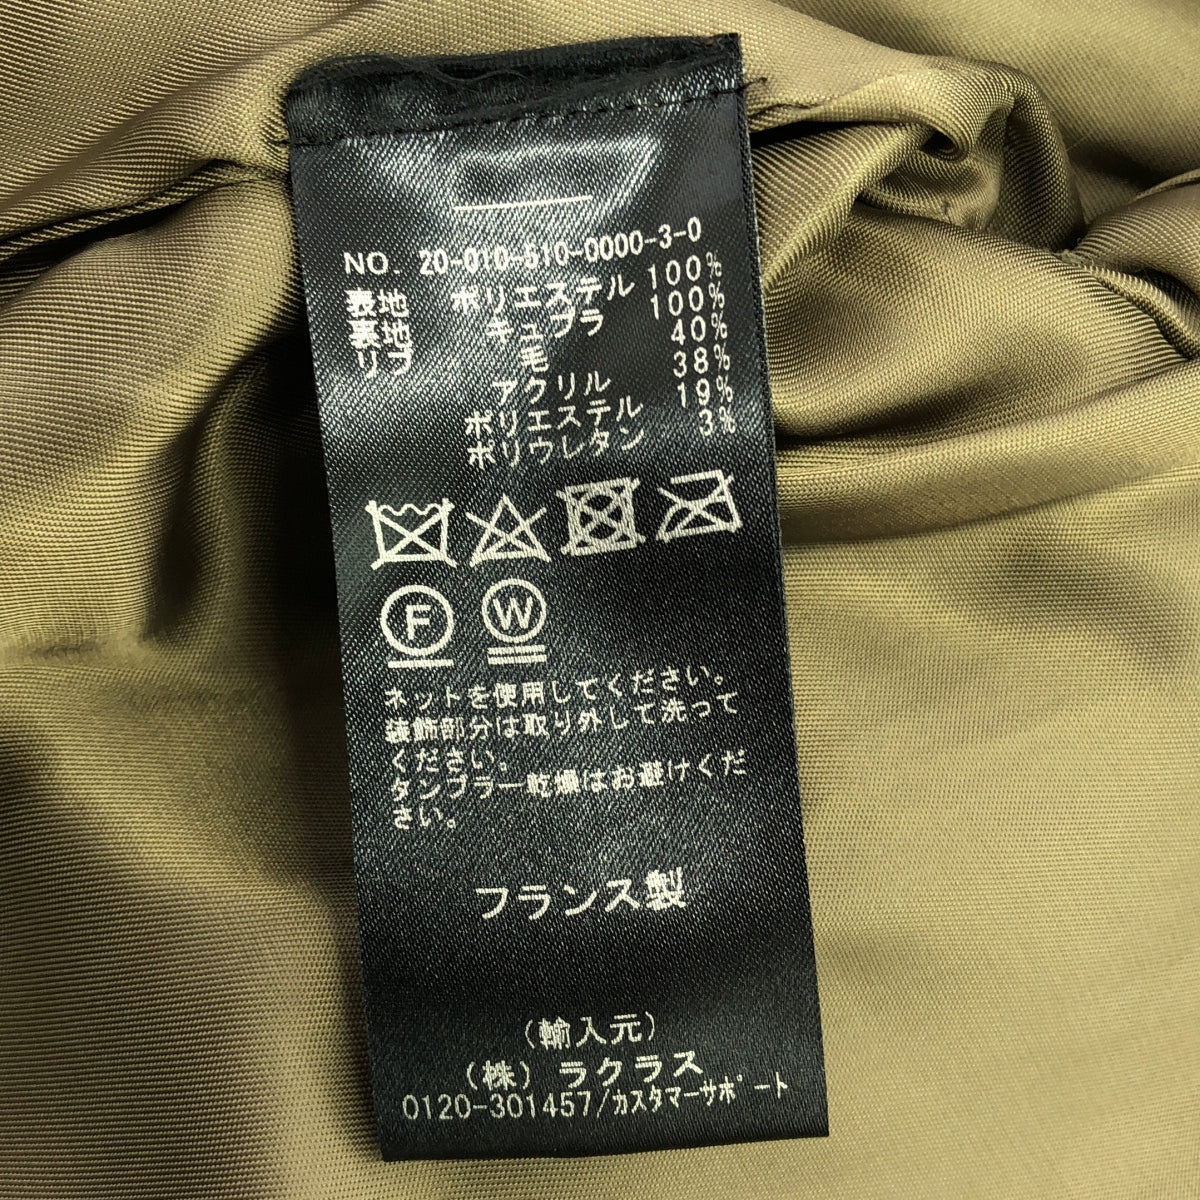 NO. 20-010-510-0000-3-0
表地 ポリエステル 100%
裏地 キュプラ 100%
リブ 毛 40%
アクリル 38%
ポリエステル 19%
ポリウレタン 3%
F W
ネットを使用してください。
装飾部分は取り外して洗って
ください。
タンブラー乾燥はお避けくだ
さい。
フランス製
(輸入元)
(株) ラクラス
0120-301457/カスタマーサポート